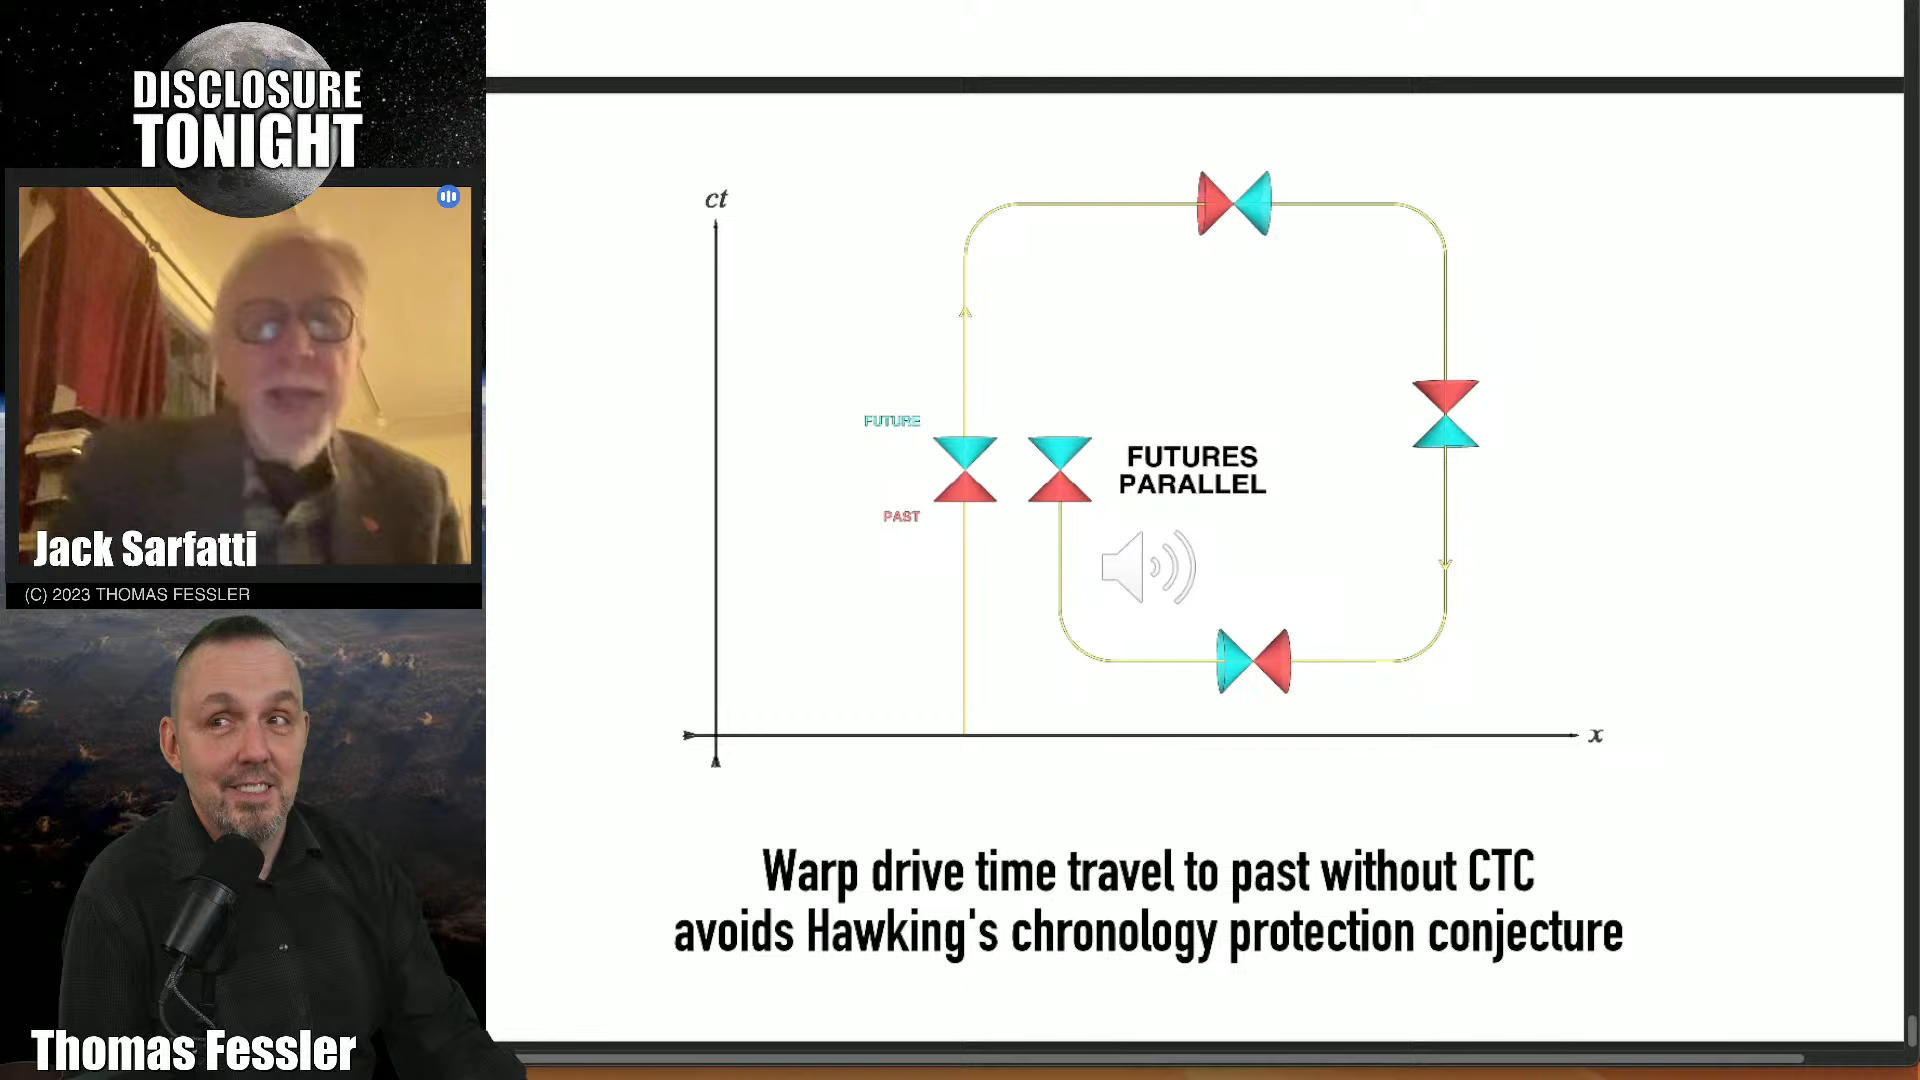 DISCLOSURE
TONIGHT
Jack Sarfatti
(C) 2023 THOMAS FESSLER
Thomas Fessler
ct
FUTURE
PAST
FUTURES
PARALLEL
x
Warp drive time travel to past without CTC
avoids Hawking's chronology protection conjecture